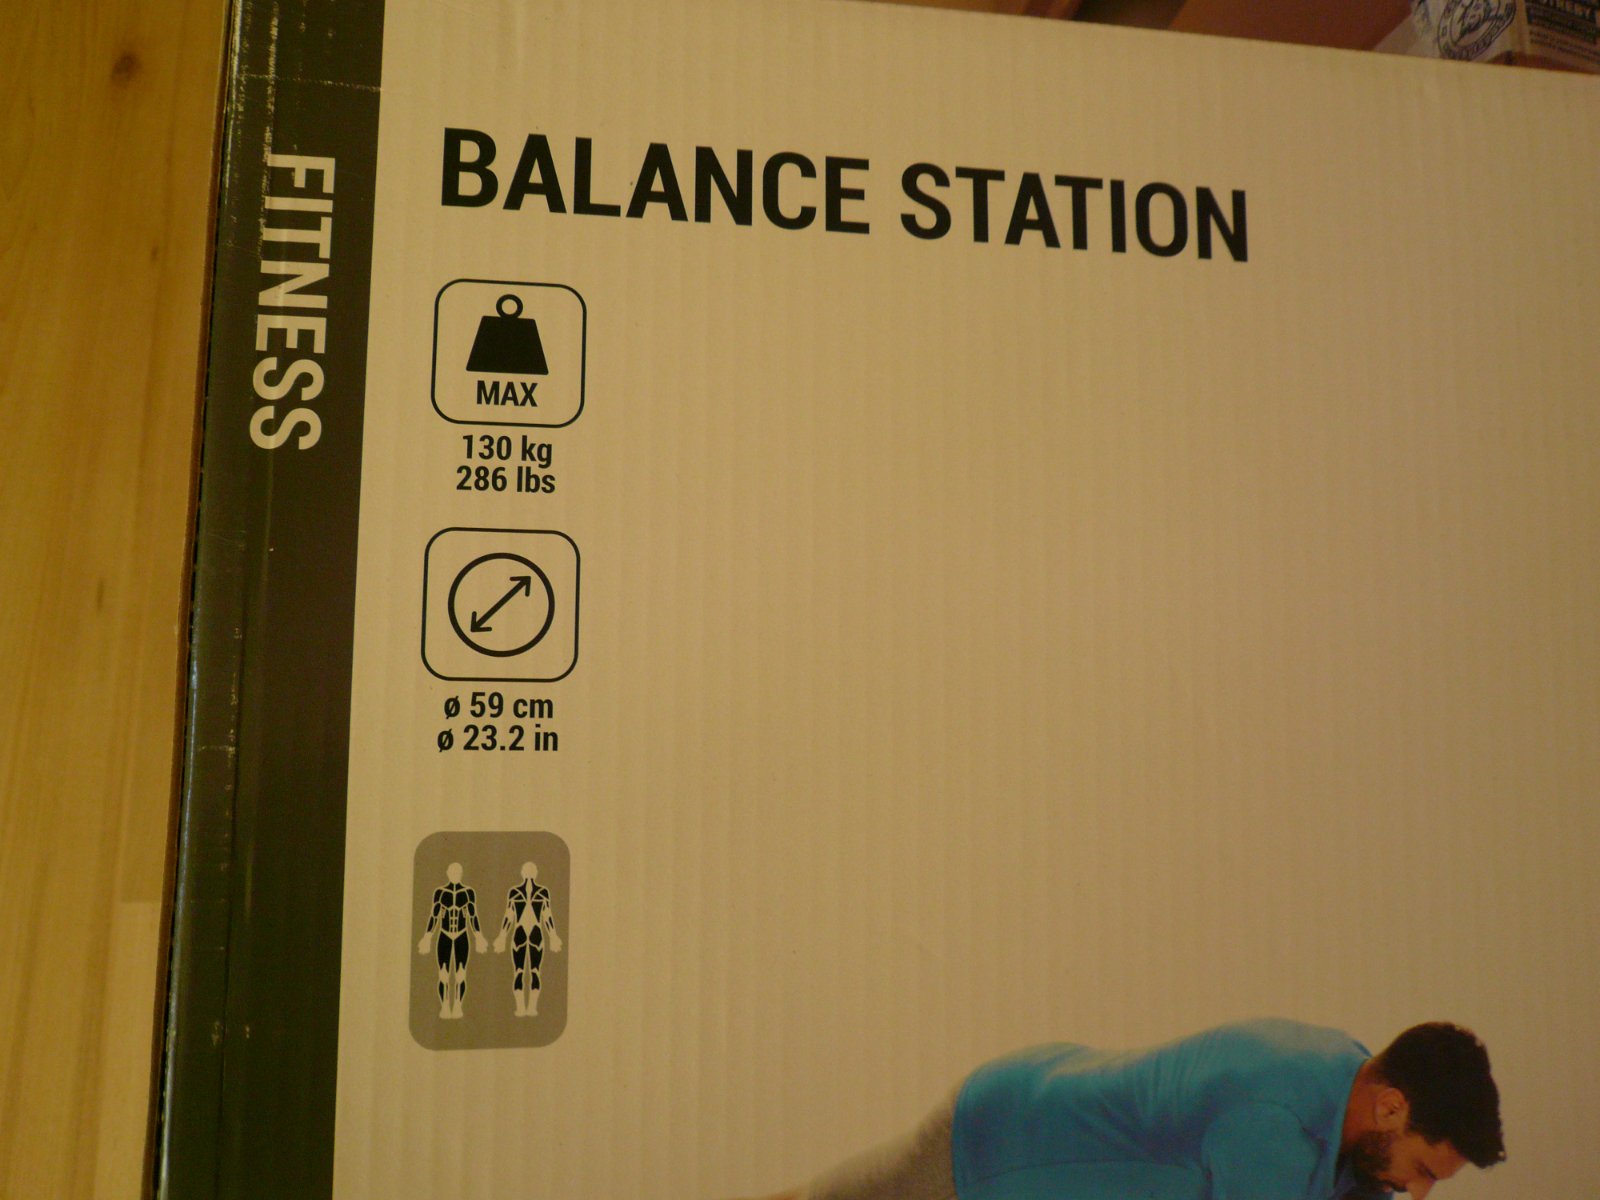 FITNESS
BALANCE STATION
MAX
130 kg
286 lbs
ø 59 cm
ø 23.2 in